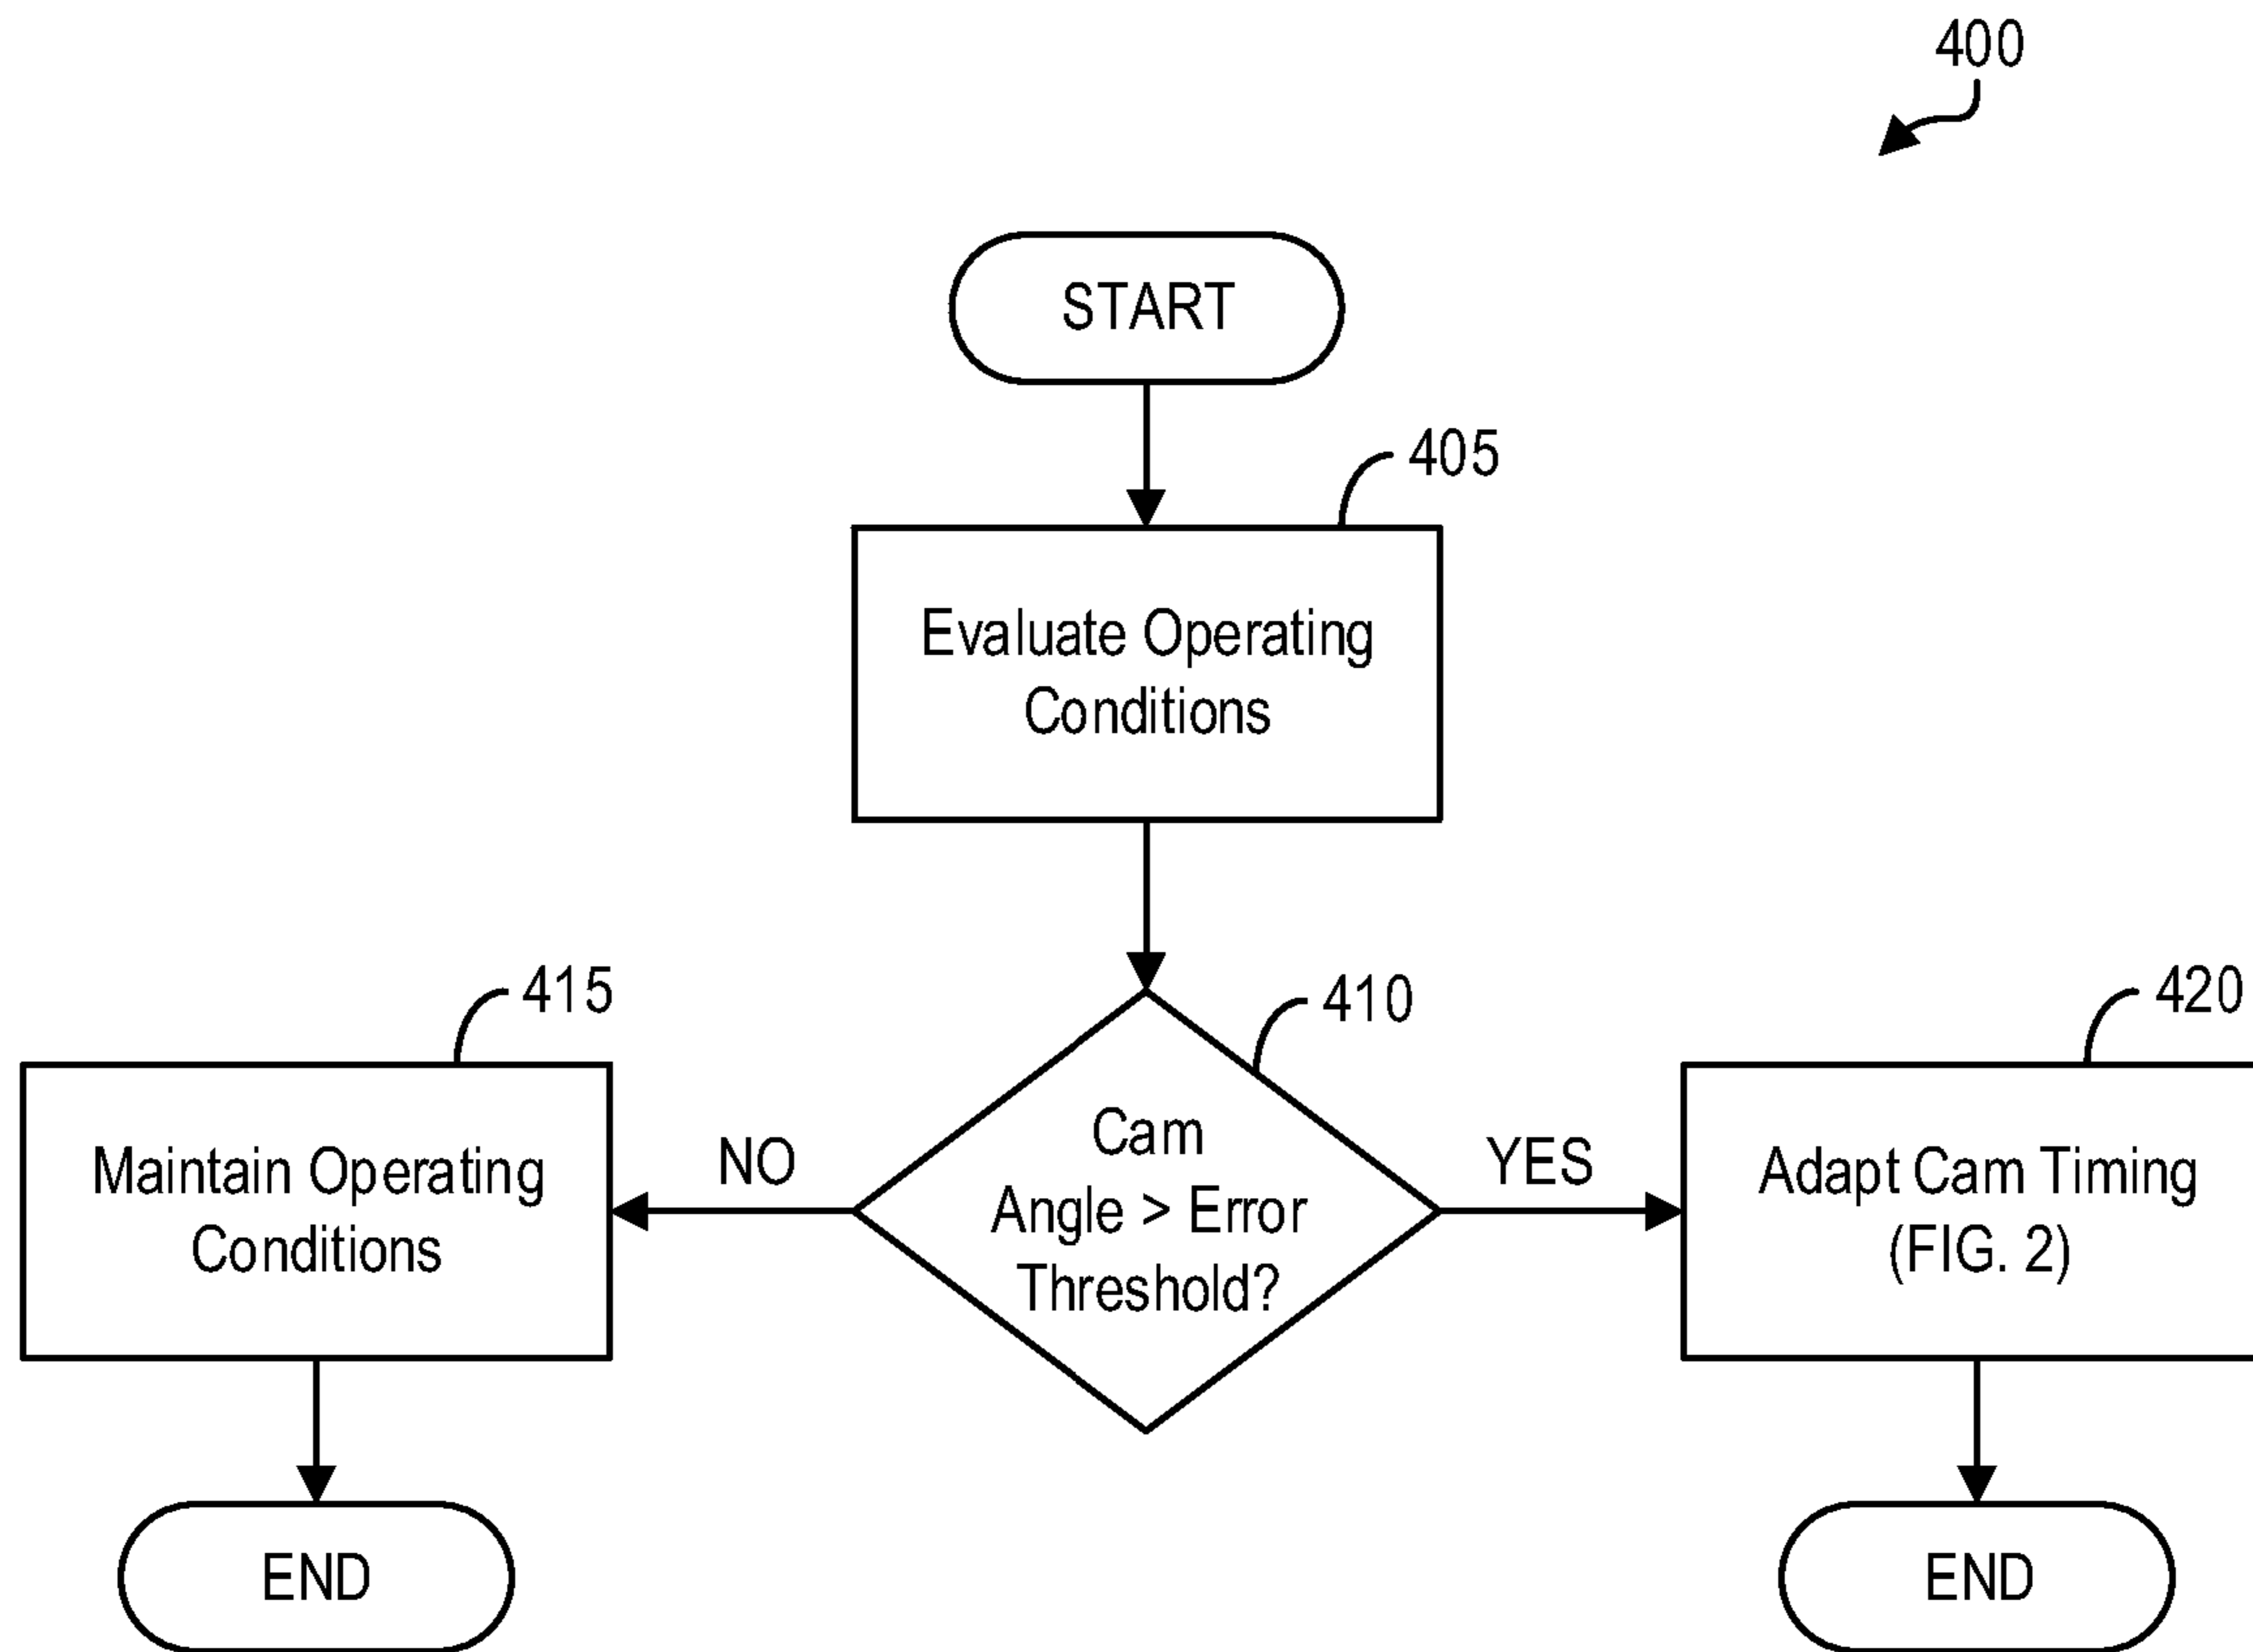 400
START
405
Evaluate Operating
Conditions
415
410
420
Maintain Operating
Conditions
NO
Cam
Angle > Error
Threshold?
YES
Adapt Cam Timing
(FIG. 2)
END
END